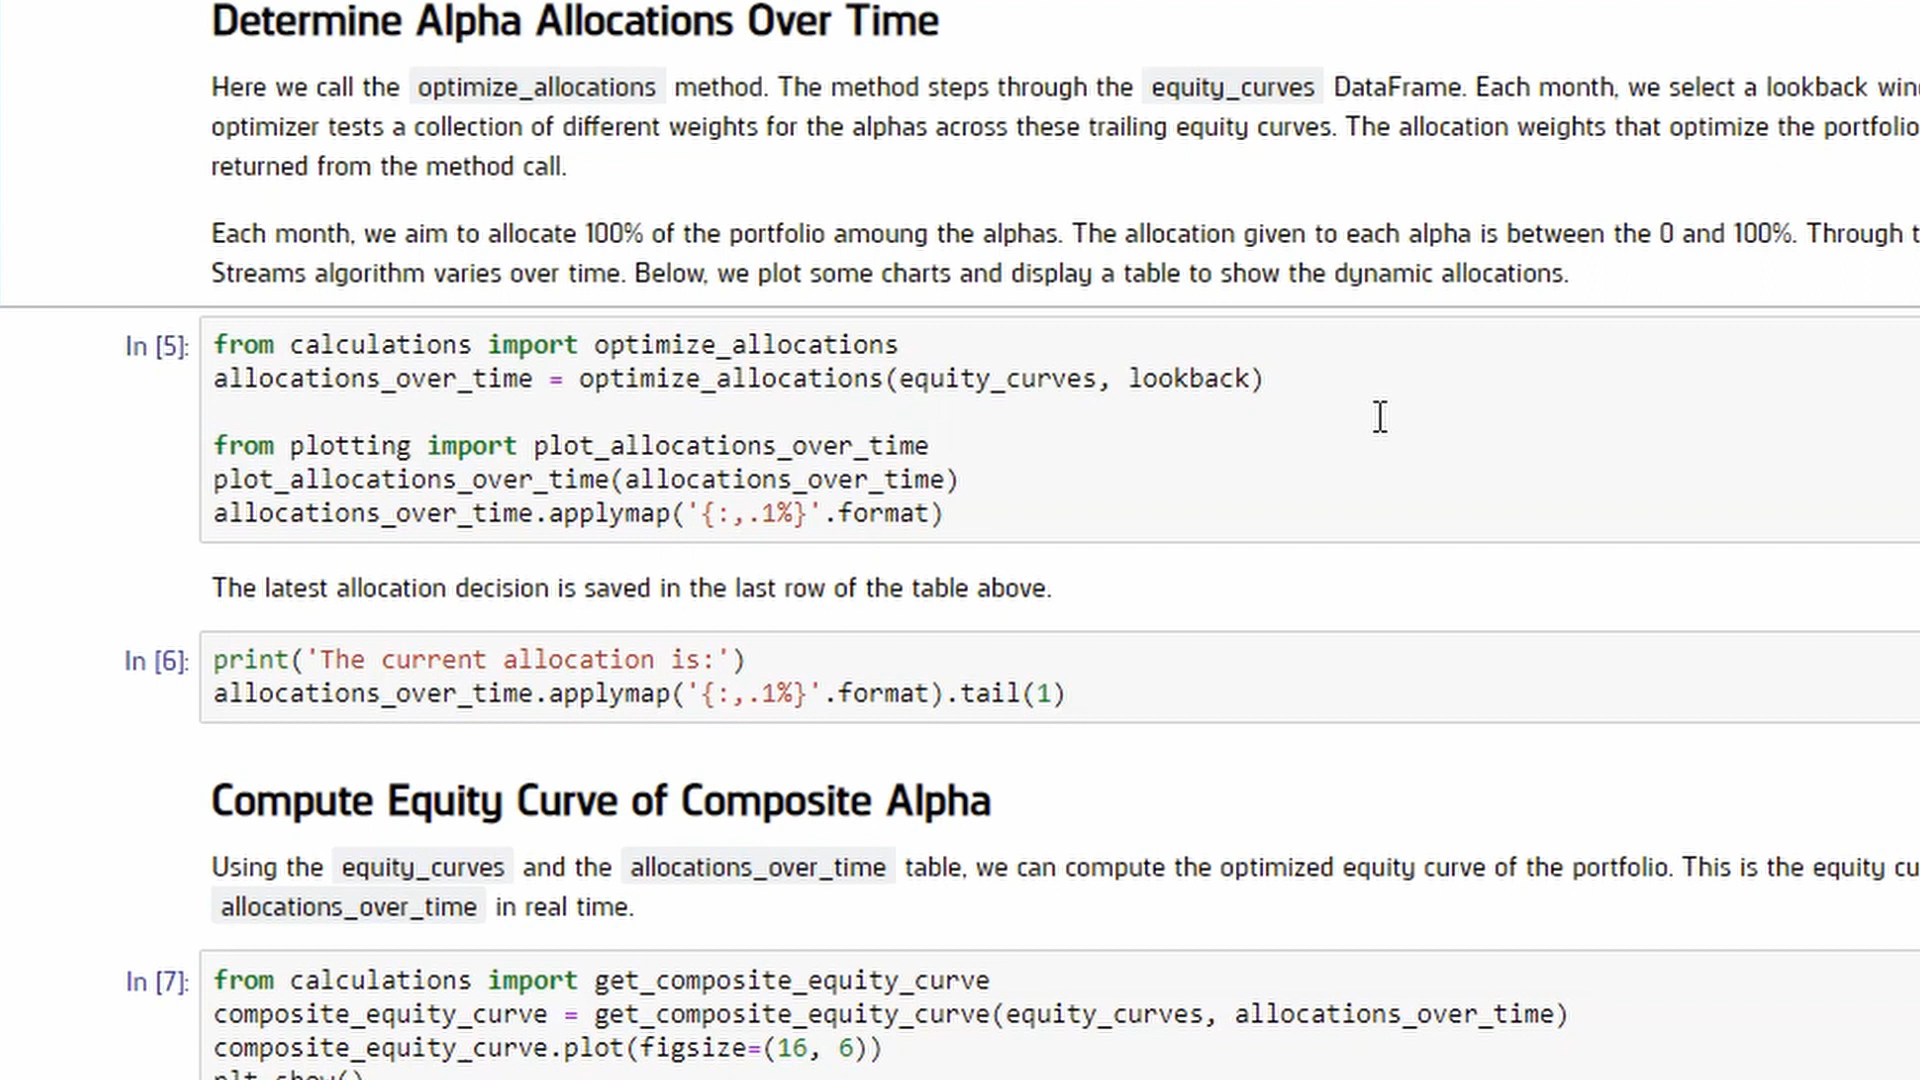 Determine Alpha Allocations Over Time
Here we call the optimize_allocations method. The method steps through the equity_curves DataFrame. Each month, we select a lookback
optimizer tests a collection of different weights for the alphas across these trailing equity curves. The allocation weights that optimize the portfolio
returned from the method call.
Each month, we aim to allocate 100% of the portfolio amoung the alphas. The allocation given to each alpha is between the 0 and 100%. Through
Streams algorithm varies over time. Below, we plot some charts and display a table to show the dynamic allocations.
In [5]: from calculations import optimize_allocations
allocations_over_time = optimize_allocations(equity_curves, lookback)
from plotting import plot_allocations_over_time
plot_allocations_over_time(allocations_over_time)
allocations_over_time.applymap('{:,.1%}'.format)
The latest allocation decision is saved in the last row of the table above.
In [6]: print('The current allocation is:')
allocations_over_time.applymap('{:,.1%}'.format).tail(1)
Compute Equity Curve of Composite Alpha
Using the equity_curves and the allocations_over_time table, we can compute the optimized equity curve of the portfolio. This is the equity
allocations_over_time in real time.
In [7]: from calculations import get_composite_equity_curve
composite_equity_curve = get_composite_equity_curve(equity_curves, allocations_over_time)
composite_equity_curve.plot(figsize=(16, 6))
plt.show()